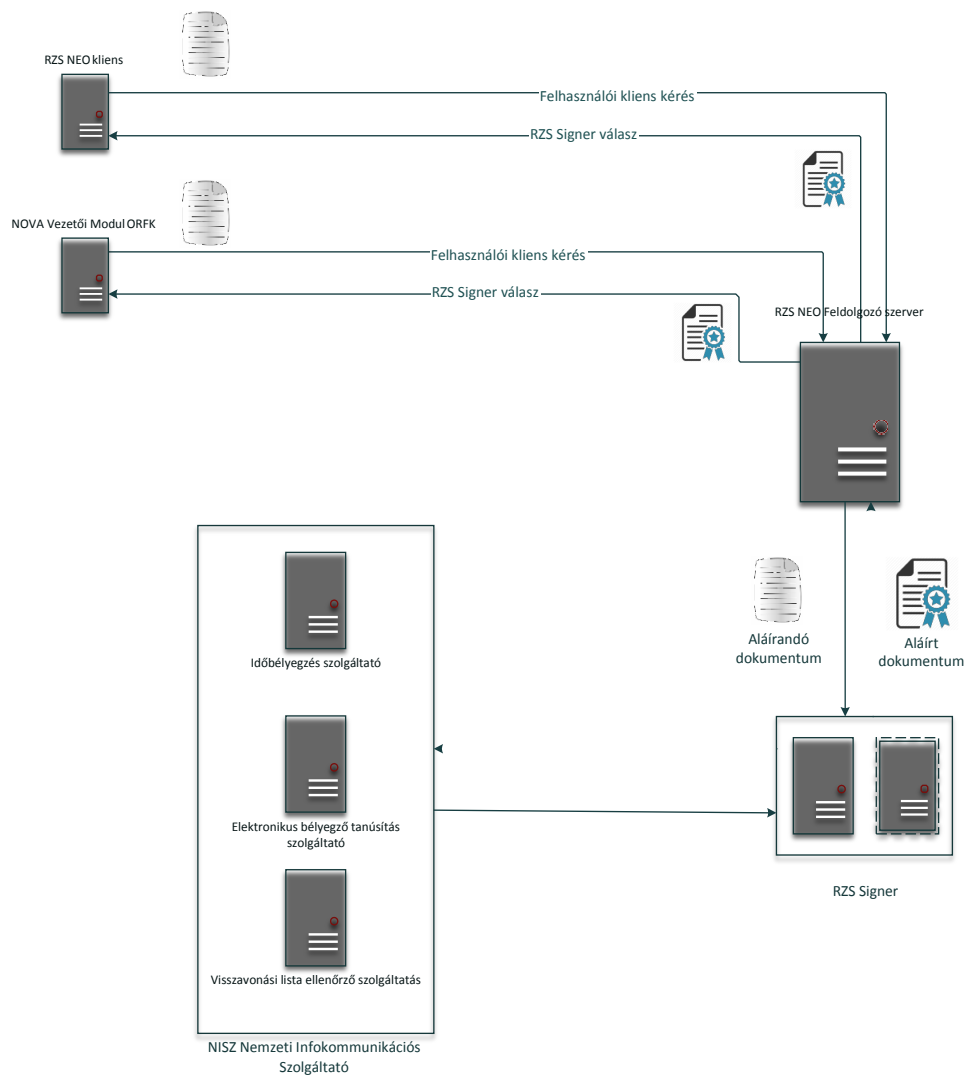 RZS NEO kliens
Felhasználói kliens kérés
RZS Signer válasz
NOVA Vezetői Modul ORFK
Felhasználói kliens kérés
RZS Signer válasz
RZS NEO Feldolgozó szerver
Aláírandó
dokumentum
Aláírt
dokumentum
Időbélyegzés szolgáltató
Elektronikus bélyegző tanúsítás
szolgáltató
Visszavonási lista ellenőrző szolgáltatás
RZS Signer
NISZ Nemzeti Infokommunikációs
Szolgáltató